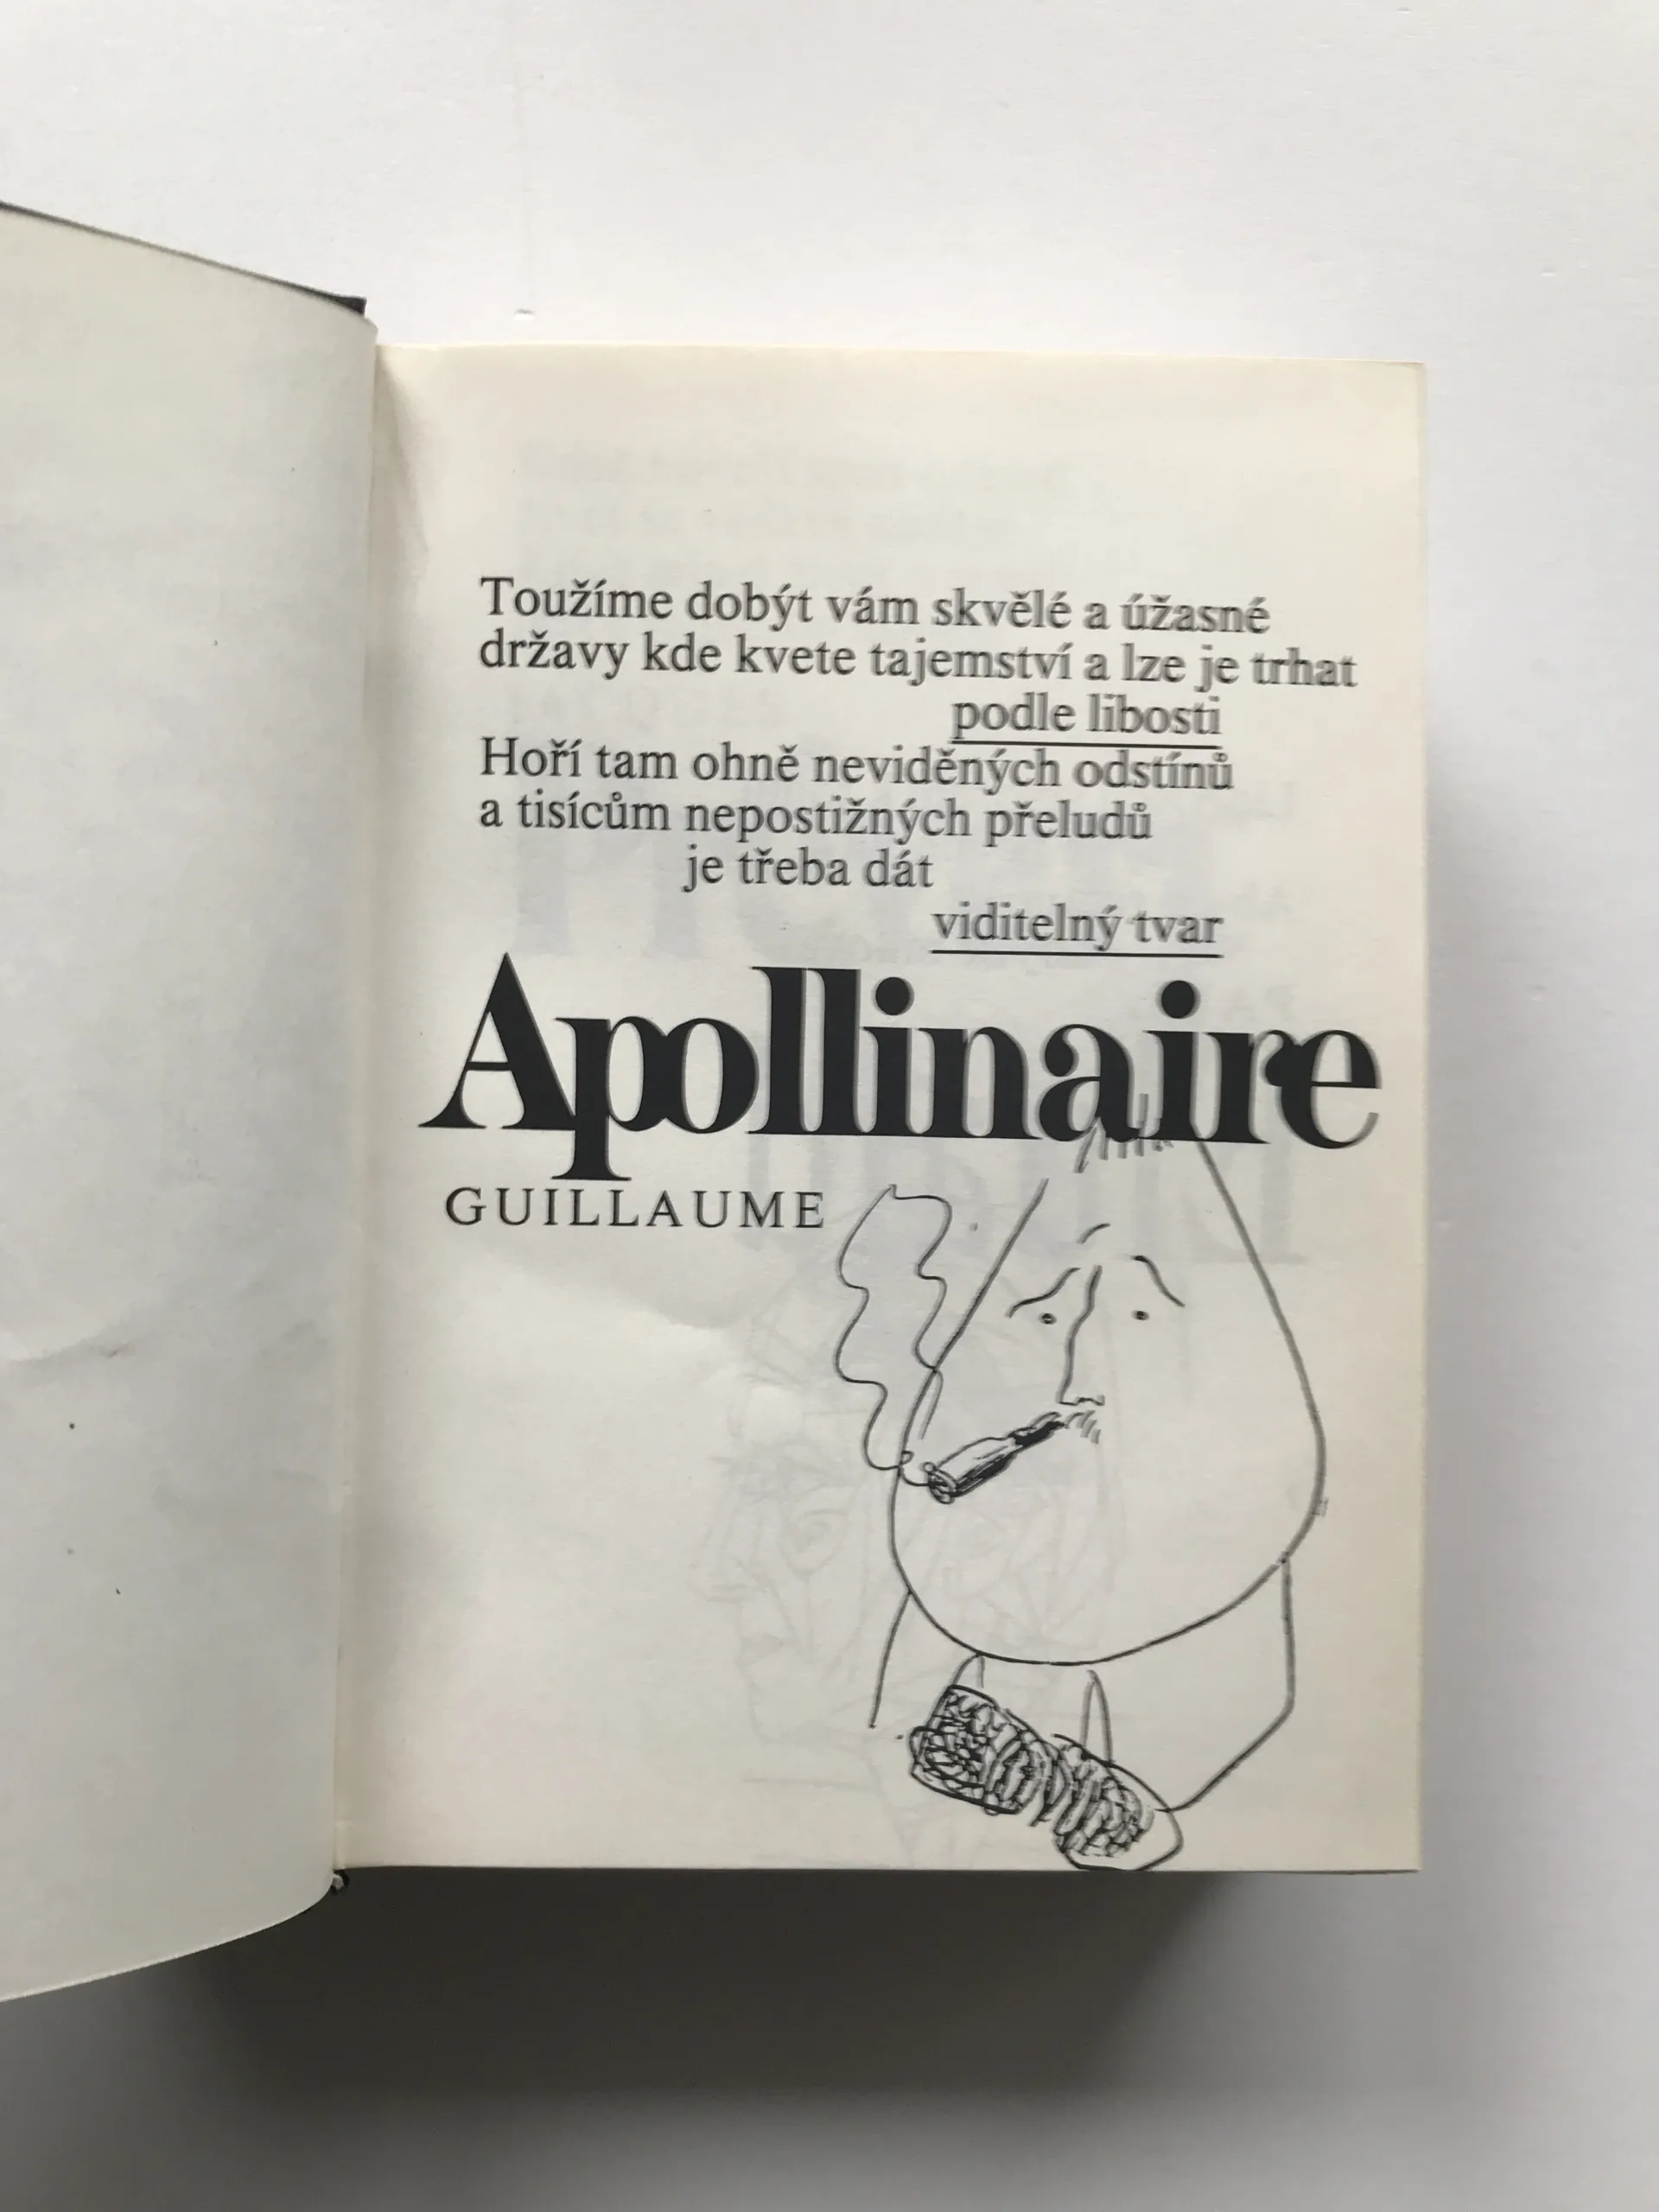 Toužíme dobýt vám skvělé a úžasné
državy kde kvete tajemství a lze je trhat
podle libosti
Hoří tam ohně neviděných odstínů
a tisícům nepostižných přeludů
je třeba dát
viditelný tvar
Apollinaire
GUILLAUME